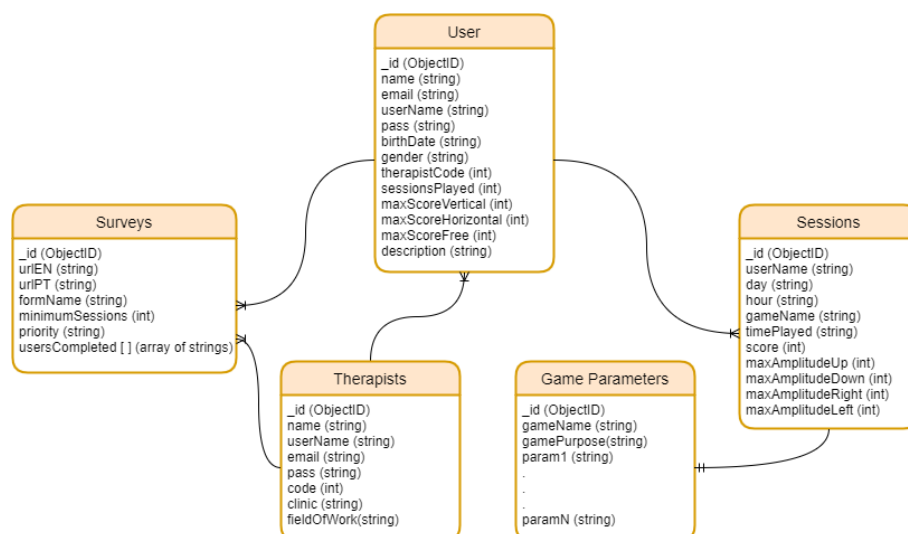 User
_id (ObjectID)
name (string)
email (string)
userName (string)
pass (string)
birthDate (string)
gender (string)
therapistCode (int)
sessionsPlayed (int)
maxScoreVertical (int)
maxScoreHorizontal (int)
maxScoreFree (int)
description (string)
Surveys
_id (ObjectID)
urlEN (string)
urlPT (string)
formName (string)
minimumSessions (int)
priority (string)
usersCompleted [ ] (array of strings)
Sessions
_id (ObjectID)
userName (string)
day (string)
hour (string)
gameName (string)
timePlayed (string)
score (int)
maxAmplitudeUp (int)
maxAmplitudeDown (int)
maxAmplitudeRight (int)
maxAmplitudeLeft (int)
Therapists
_id (ObjectID)
name (string)
userName (string)
email (string)
pass (string)
code (int)
clinic (string)
fieldOfWork(string)
Game Parameters
_id (ObjectID)
gameName (string)
gamePurpose(string)
param1 (string)
.
.
.
paramN (string)